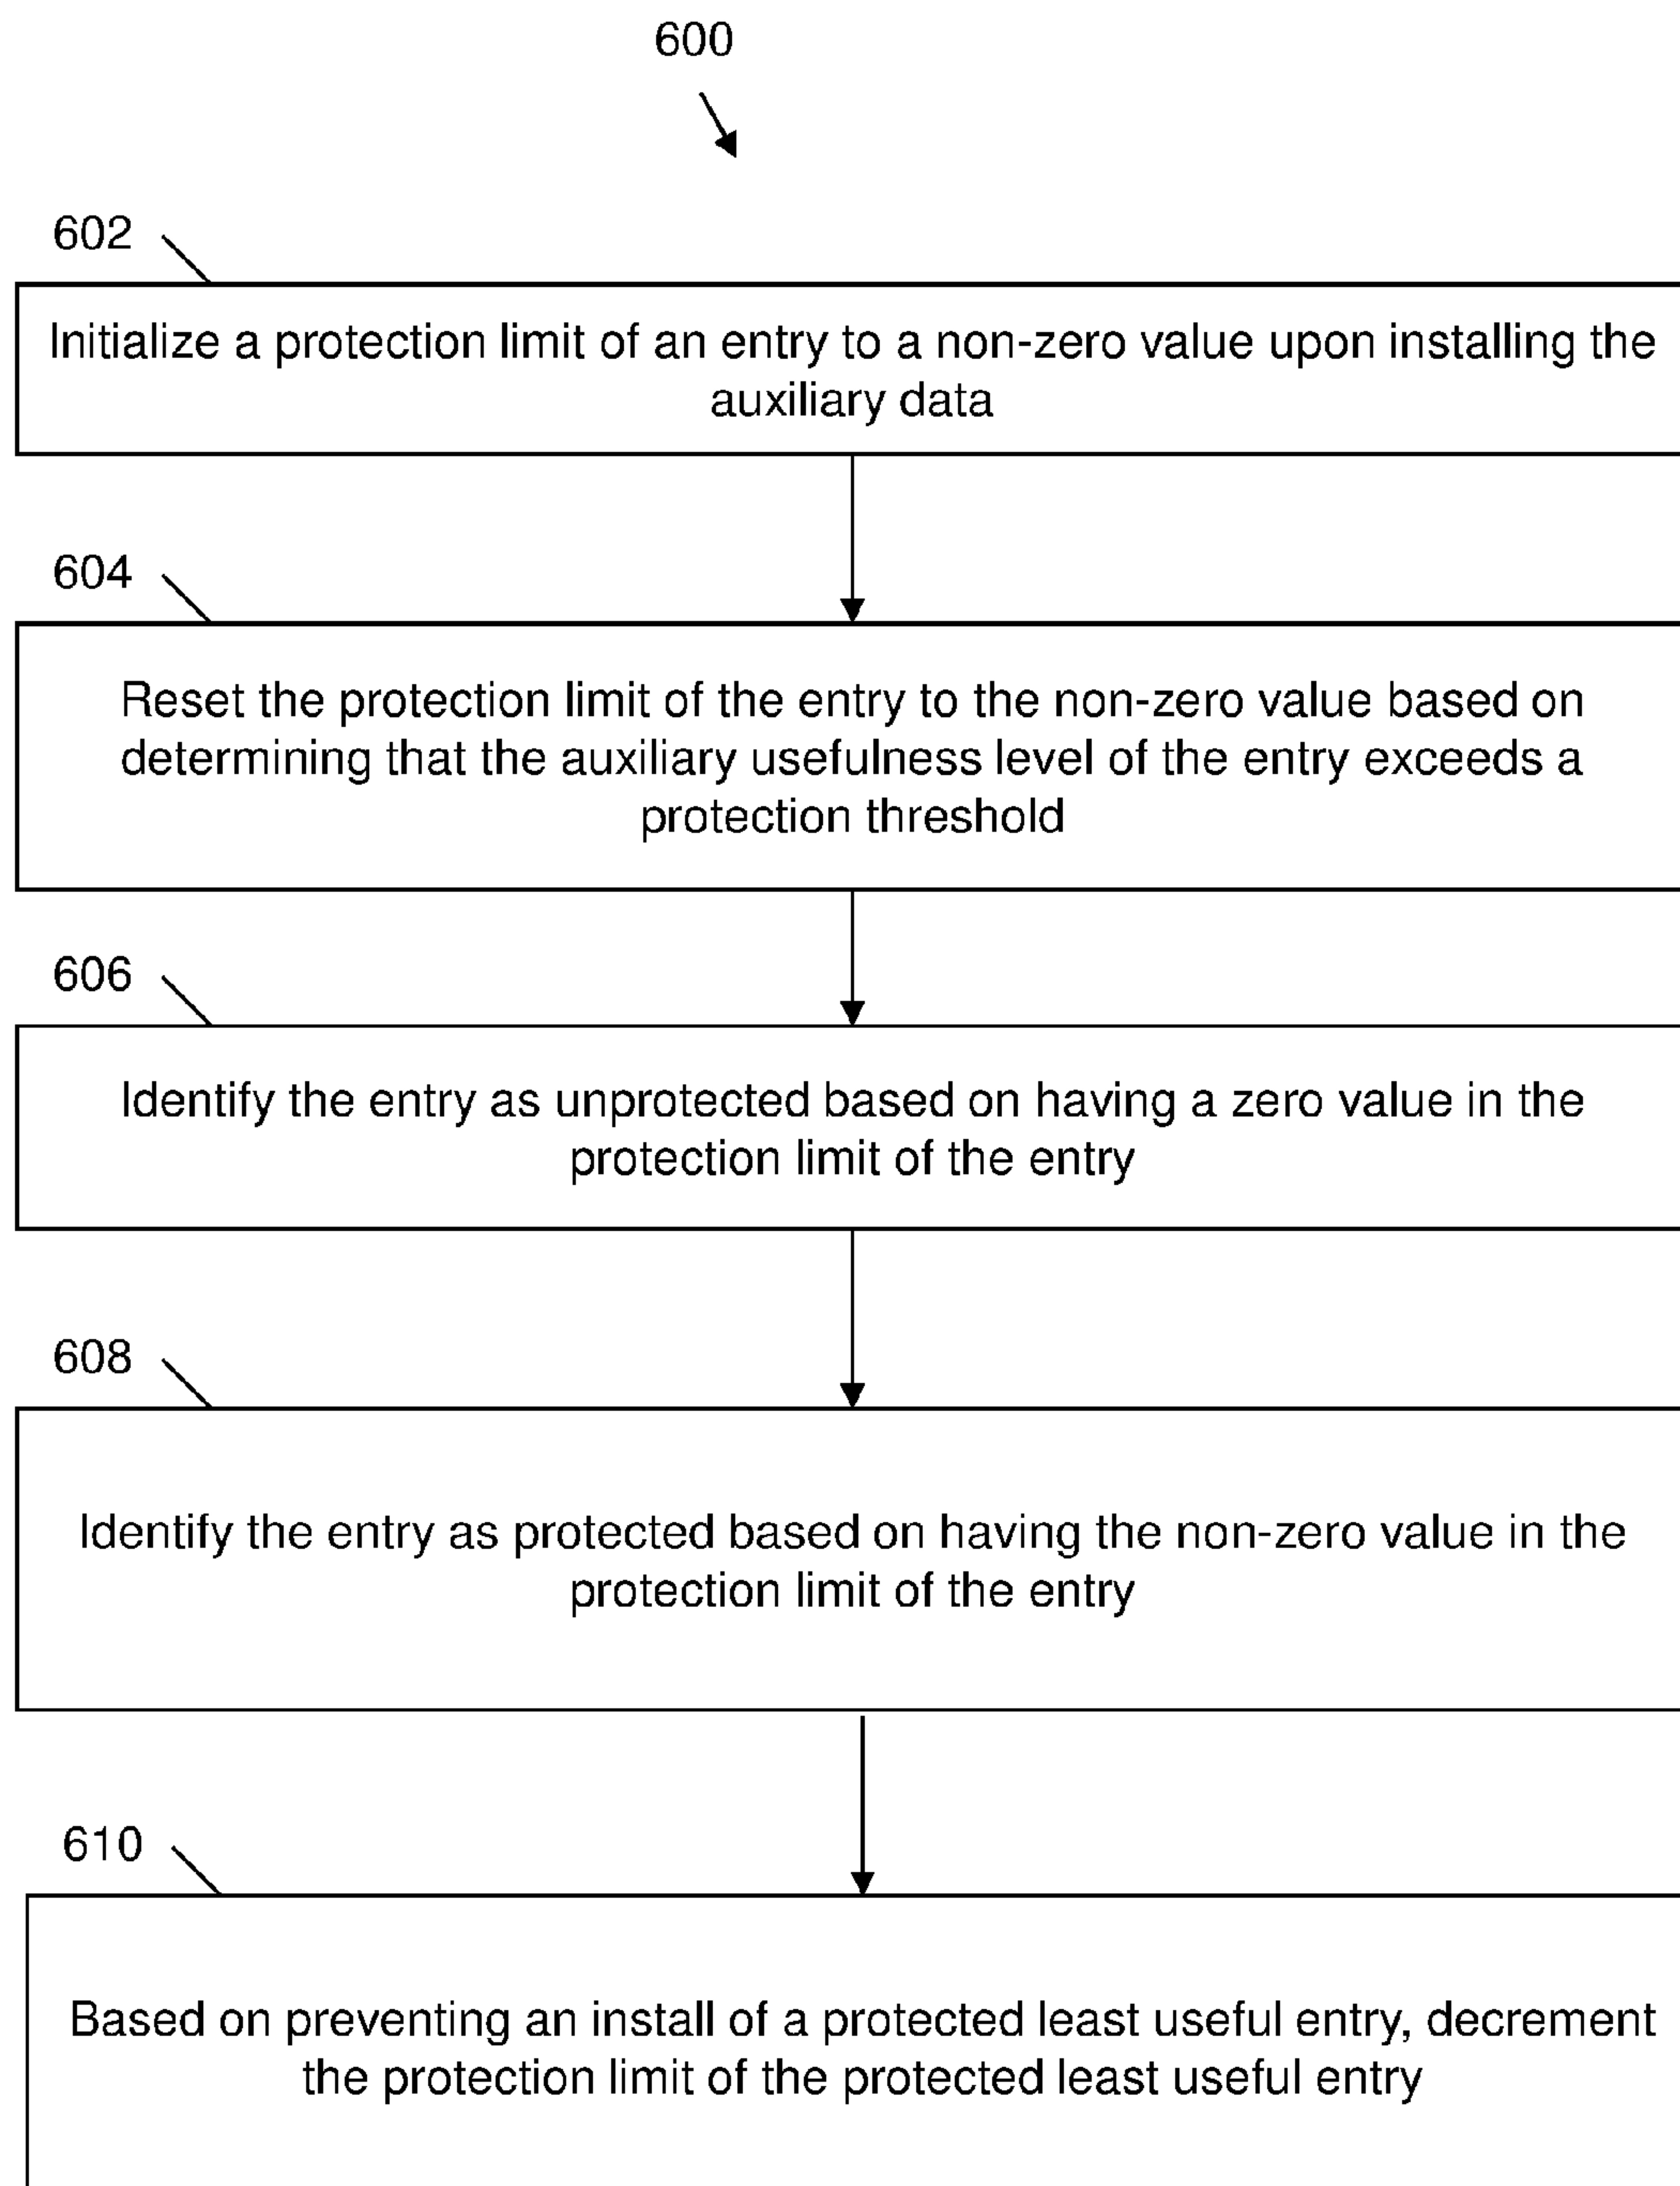 600
602
Initialize a protection limit of an entry to a non-zero value upon installing the
auxiliary data
604
Reset the protection limit of the entry to the non-zero value based on
determining that the auxiliary usefulness level of the entry exceeds a
protection threshold
606
Identify the entry as unprotected based on having a zero value in the
protection limit of the entry
608
Identify the entry as protected based on having the non-zero value in the
protection limit of the entry
610
Based on preventing an install of a protected least useful entry, decrement
the protection limit of the protected least useful entry